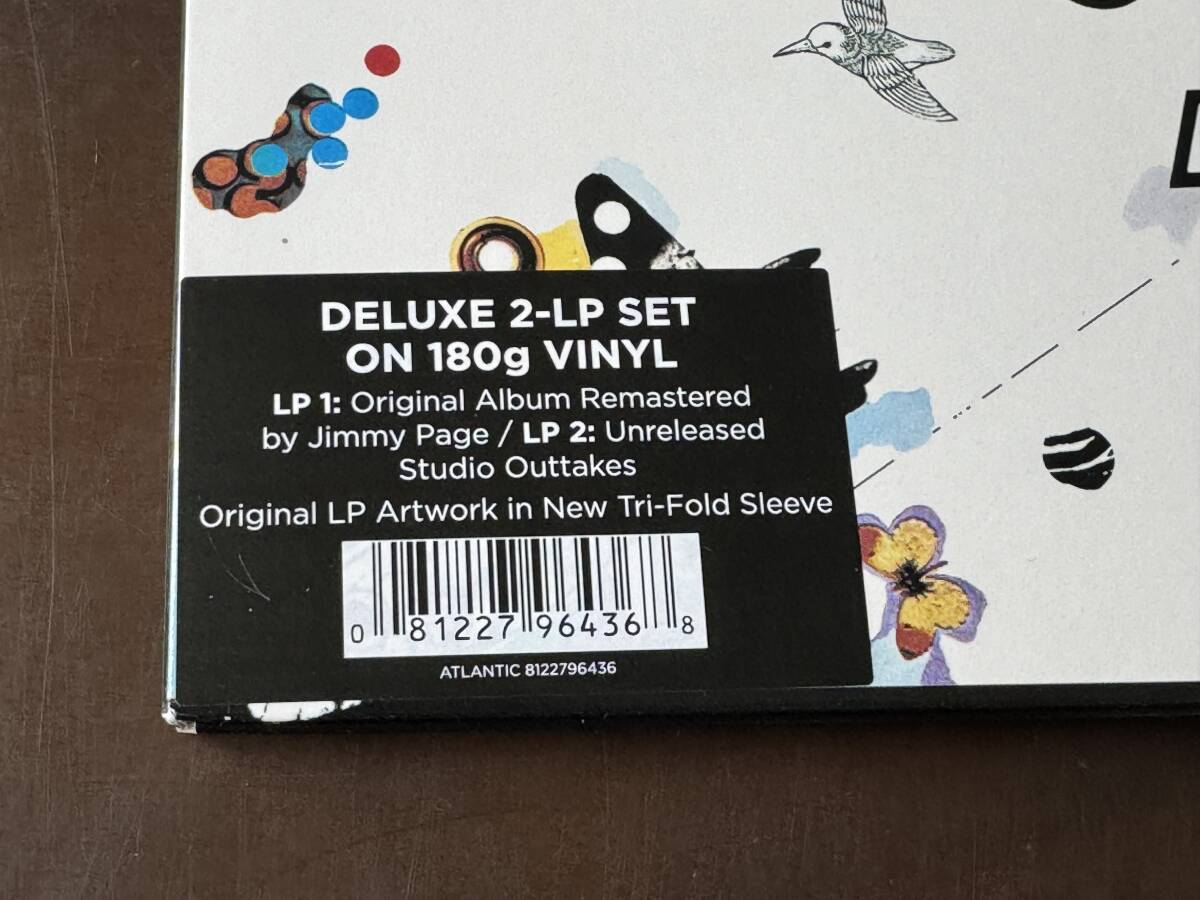 DELUXE 2-LP SET
ON 180g VINYL
LP 1: Original Album Remastered
by Jimmy Page / LP 2: Unreleased
Studio Outtakes
Original LP Artwork in New Tri-Fold Sleeve
0 81227 96436 8
ATLANTIC 8122796436